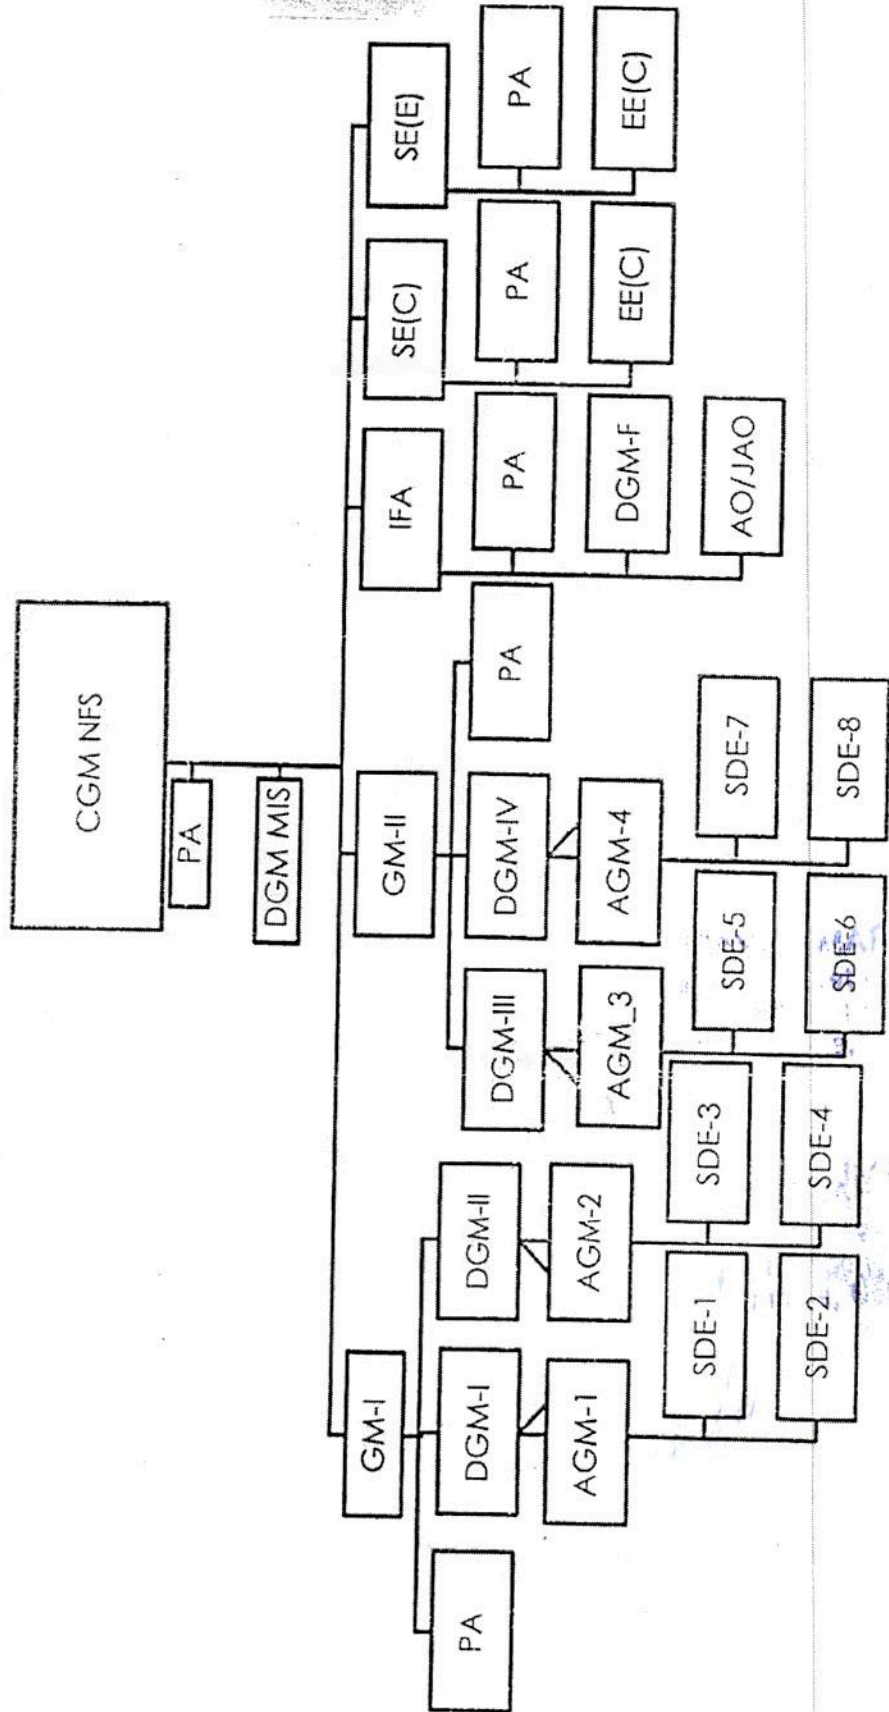 CGM NFS
PA
DGM MIS
GM-I
GM-II
IFA
SE(C)
SE(E)
PA
DGM-I
DGM-II
DGM-III
DGM-IV
PA
PA
PA
PA
AGM-1
AGM-2
AGM_3
AGM-4
DGM-F
EE(C)
EE(C)
SDE-1
SDE-3
SDE-5
SDE-7
AO/JAO
SDE-2
SDE-4
SDE-6
SDE-8